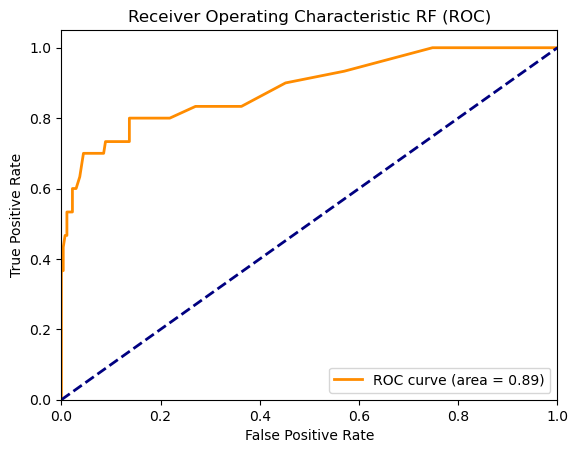 Receiver Operating Characteristic RF (ROC)
1.0
0.8
0.6
0.4
0.2
0.0
True Positive Rate
ROC curve (area = 0.89)
0.0 0.2 0.4 0.6 0.8 1.0
False Positive Rate